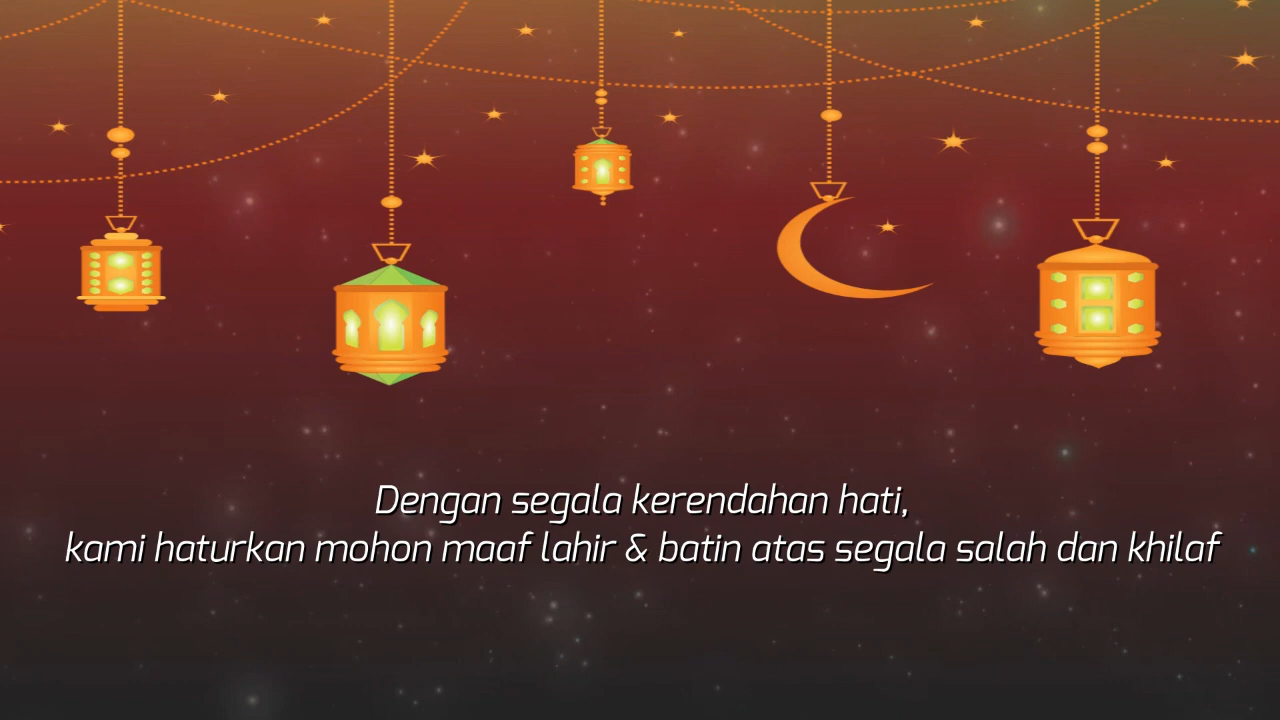 Dengan segala kerendahan hati,
kami haturkan mohon maaf lahir & batin atas segala salah dan khilaf